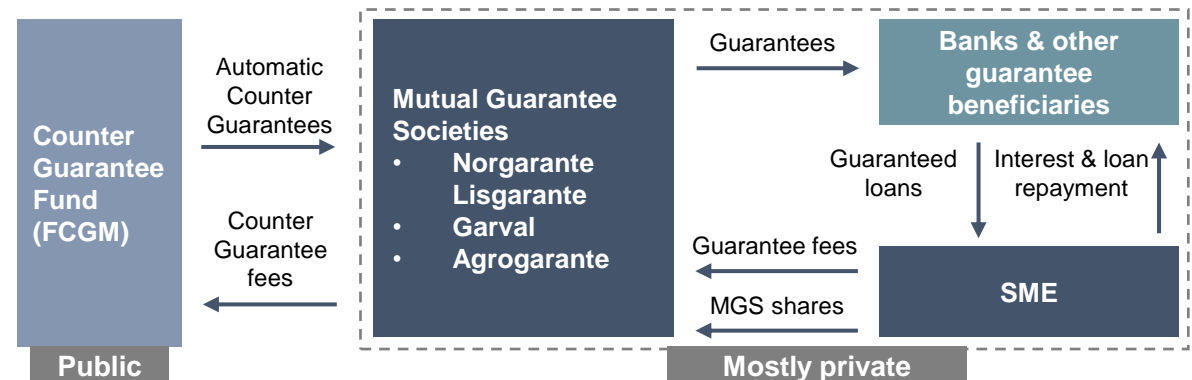 Counter
Guarantee
Fund
(FCGM)
Public
Automatic
Counter
Guarantees
Counter
Guarantee
fees
Mutual Guarantee
Societies
• Norgarante
Lisgarante
• Garval
• Agrogarante
Guarantees
Banks & other
guarantee
beneficiaries
Guaranteed
loans
Interest & loan
repayment
Guarantee fees
MGS shares
SME
Mostly private